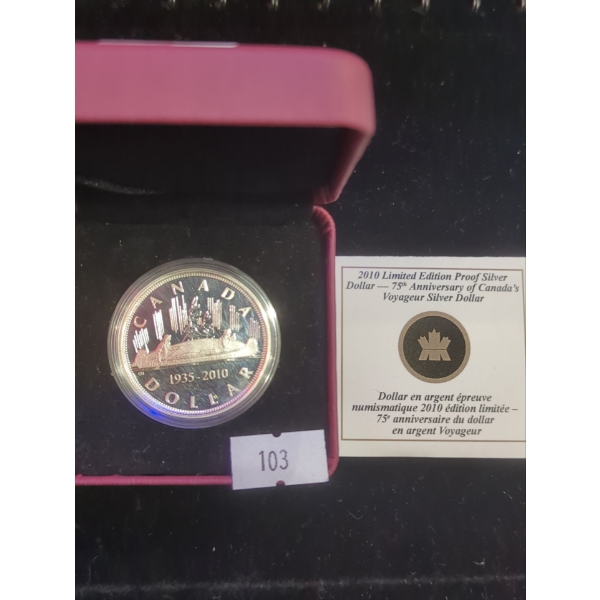 CANADA
1935-2010
DOLLAR
103
2010 Limited Edition Proof Silver
Dollar — 75th Anniversary of Canada's
Voyageur Silver Dollar
Dollar en argent épreuve
numismatique 2010 édition limitée –
75e anniversaire du dollar
en argent Voyageur